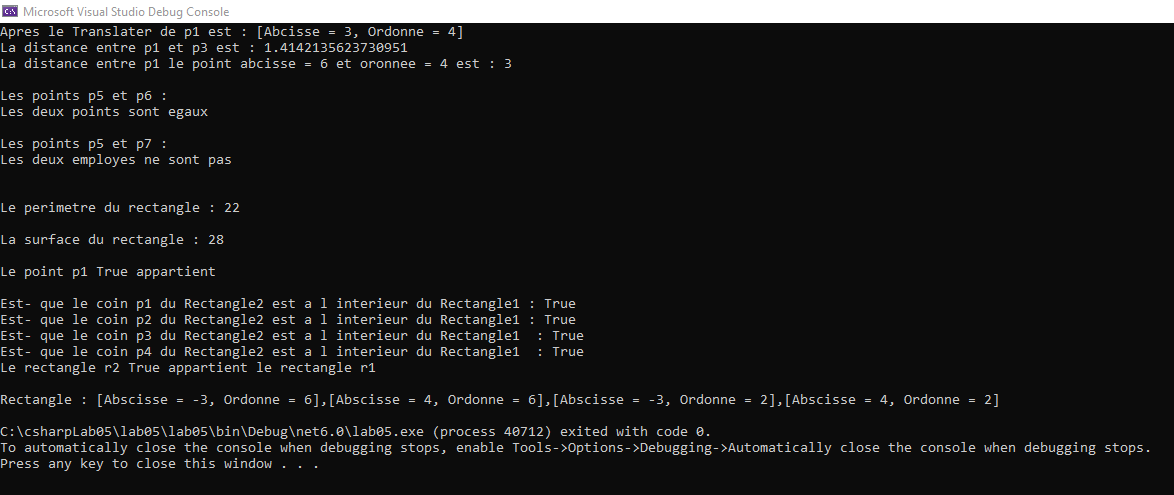 Microsoft Visual Studio Debug Console
Apres le Translater de p1 est : [Abcisse = 3, Ordonne = 4]
La distance entre p1 et p3 est : 1.4142135623730951
La distance entre p1 le point abcisse = 6 et oronnee = 4 est : 3
Les points p5 et p6 :
Les deux points sont egaux
Les points p5 et p7 :
Les deux employes ne sont pas
Le perimetre du rectangle : 22
La surface du rectangle : 28
Le point p1 True appartient
Est- que le coin p1 du Rectangle2 est a l interieur du Rectangle1 : True
Est- que le coin p2 du Rectangle2 est a l interieur du Rectangle1 : True
Est- que le coin p3 du Rectangle2 est a l interieur du Rectangle1  : True
Est- que le coin p4 du Rectangle2 est a l interieur du Rectangle1  : True
Le rectangle r2 True appartient le rectangle r1
Rectangle : [Abscisse = -3, Ordonne = 6],[Abscisse = 4, Ordonne = 6],[Abscisse = -3, Ordonne = 2],[Abscisse = 4, Ordonne = 2]
C:\csharpLab05\lab05\lab05\bin\Debug\net6.0\lab05.exe (process 40712) exited with code 0.
To automatically close the console when debugging stops, enable Tools->Options->Debugging->Automatically close the console when debugging stops.
Press any key to close this window . . .